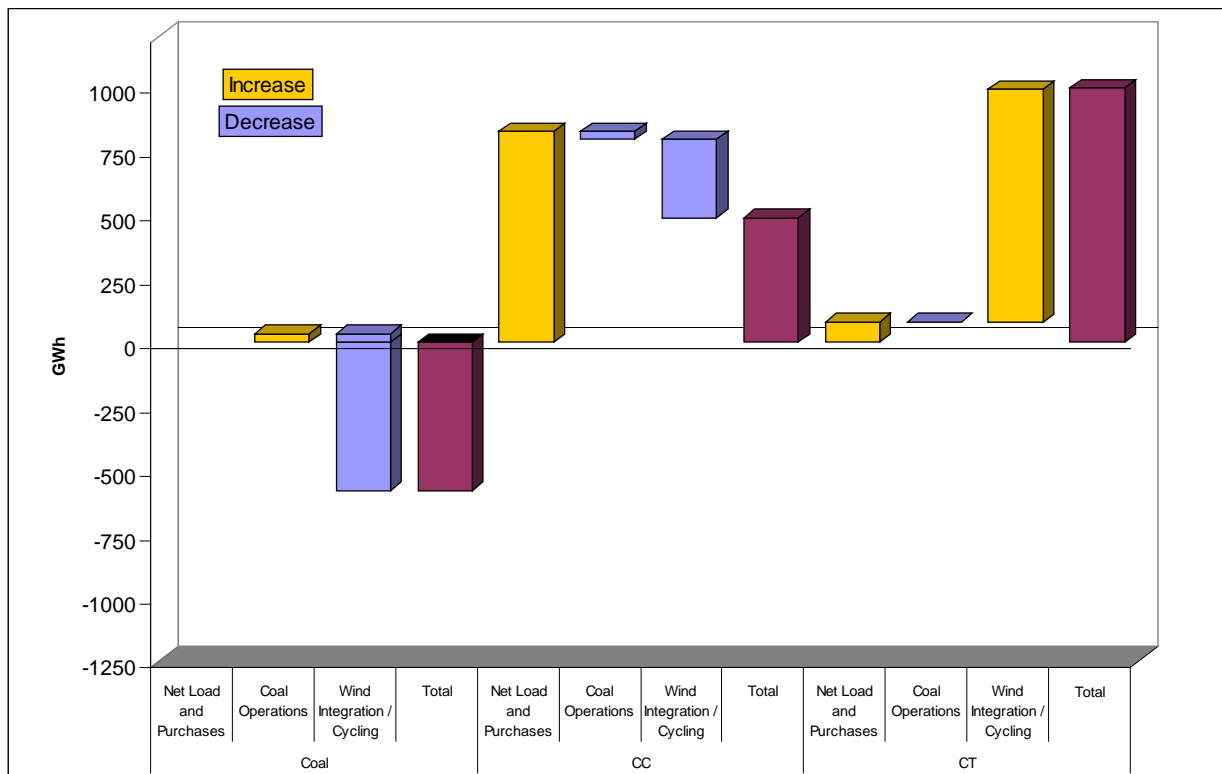 Increase
Decrease
1000
750
500
250
0
-250
-500
-750
-1000
-1250
GWh
Net Load
and
Purchases
Coal
Operations
Wind
Integration /
Cycling
Total
Net Load
and
Purchases
Coal
Operations
Wind
Integration /
Cycling
Total
Net Load
and
Purchases
Coal
Operations
Wind
Integration /
Cycling
Total
Coal
CC
CT